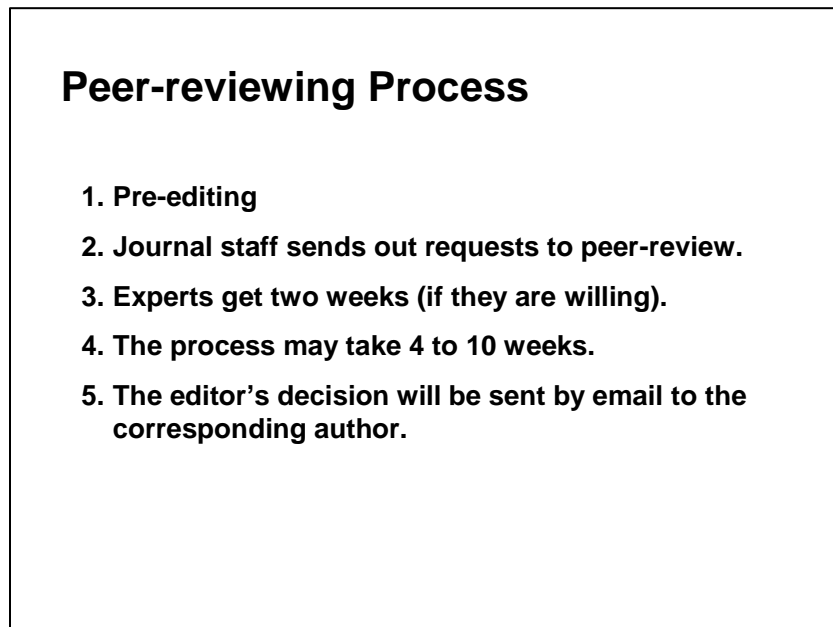 Peer-reviewing Process
1. Pre-editing
2. Journal staff sends out requests to peer-review.
3. Experts get two weeks (if they are willing).
4. The process may take 4 to 10 weeks.
5. The editor’s decision will be sent by email to the
corresponding author.